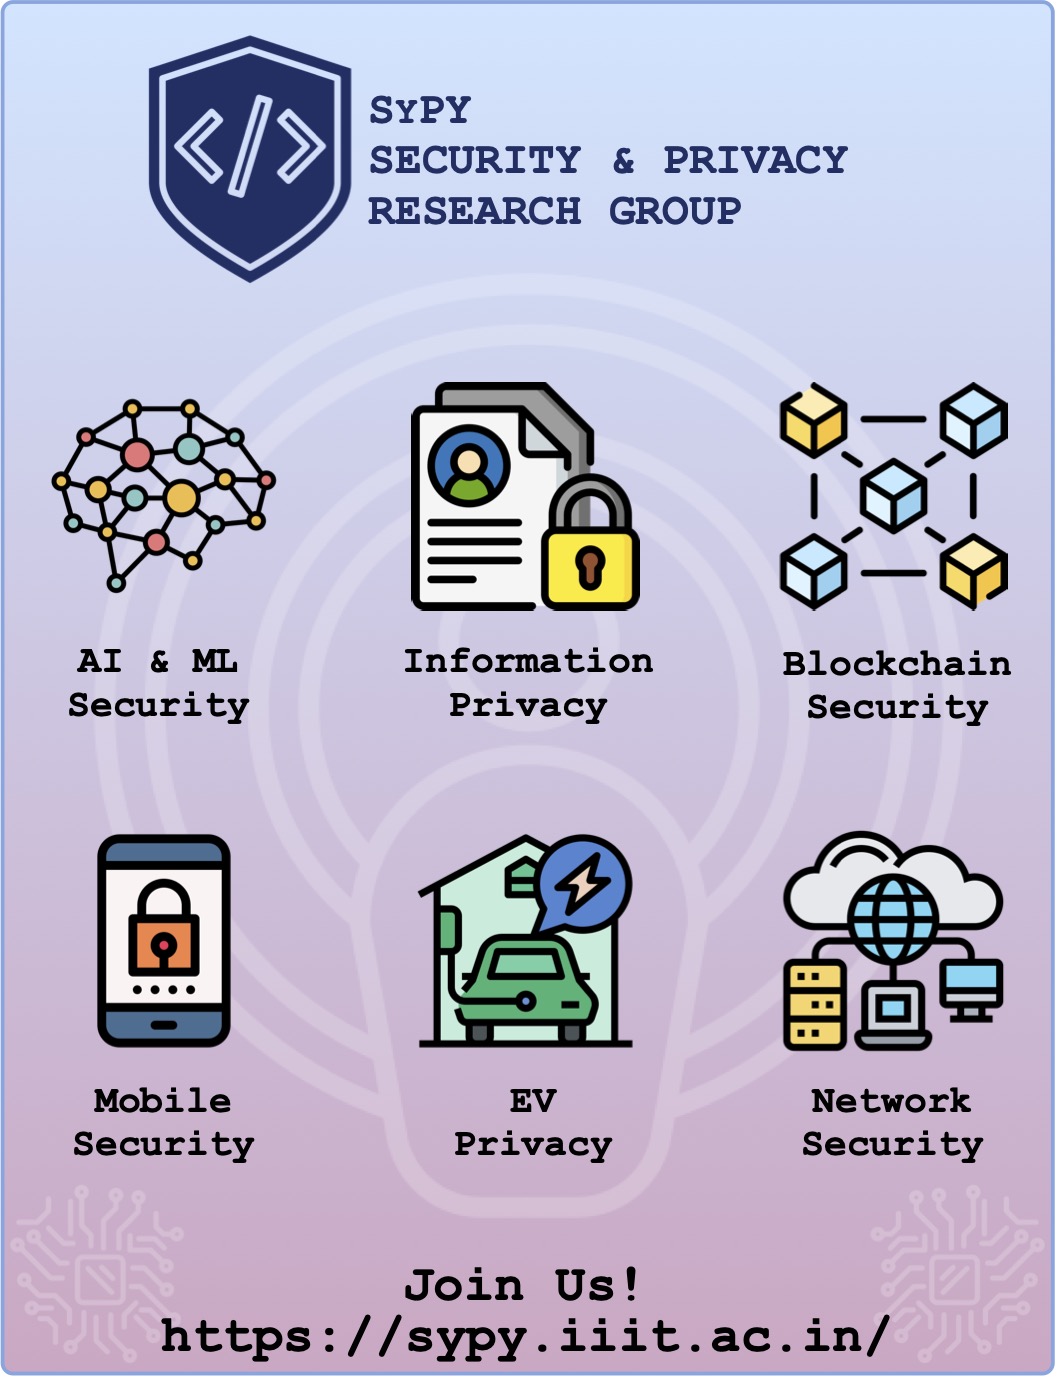 </>
SyPY
SECURITY & PRIVACY
RESEARCH GROUP
AI & ML
Security
Information
Privacy
Blockchain
Security
Mobile
Security
EV
Privacy
Network
Security
Join Us!
https://sypy.iiit.ac.in/